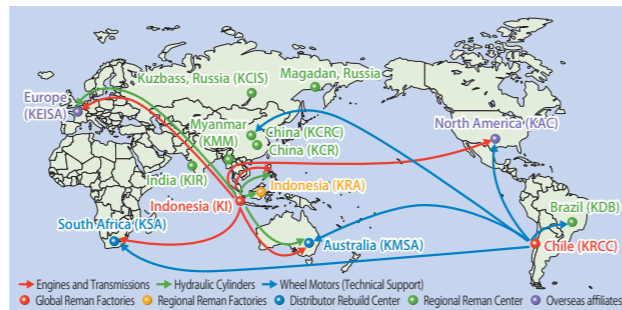 Kuzbass, Russia (KCIS)
Magadan, Russia
Europe
(KEISA)
Myanmar
(KMM)
China (KCRC)
China (KCR)
North America (KAC)
India (KIR)
Indonesia (KRA)
Indonesia (KI)
Brazil (KDB)
South Africa (KSA)
Australia (KMSA)
Chile (KRCC)
Engines and Transmissions Hydraulic Cylinders Wheel Motors (Technical Support)
Global Reman Factories Regional Reman Factories Distributor Rebuild Center Regional Reman Center Overseas affiliates